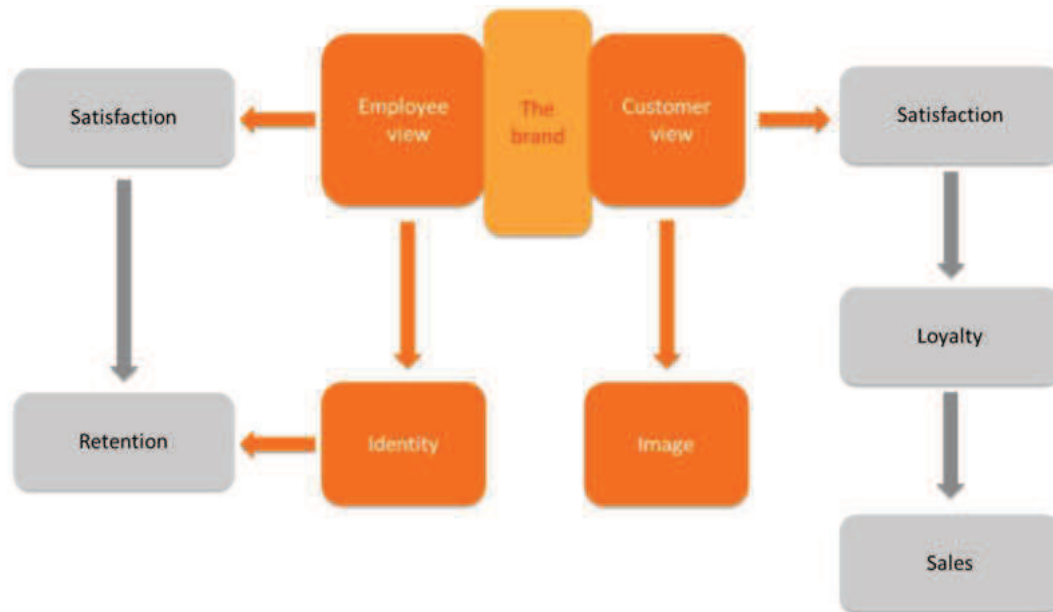 Satisfaction
Employee
view
The
brand
Customer
view
Satisfaction
Loyalty
Retention
Identity
Image
Sales